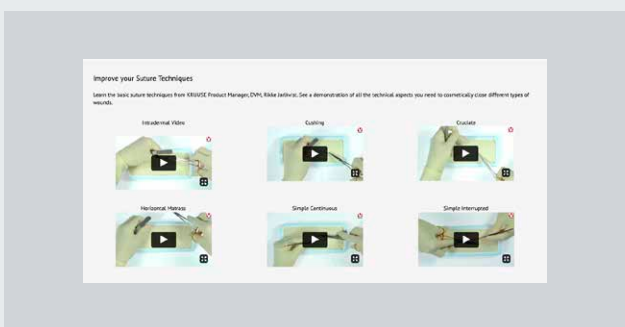 Improve your Suture Techniques
Learn the basic suture techniques from KRUUSE Product Manager, DVM, Rikke Jarlkvist. See a demonstration of all the technical aspects you need to cosmetically close different types of
wounds.
Intradermal Video
Cushing
Cruciate
Horizontal Matrass
Simple Continuous
Simple Interrupted